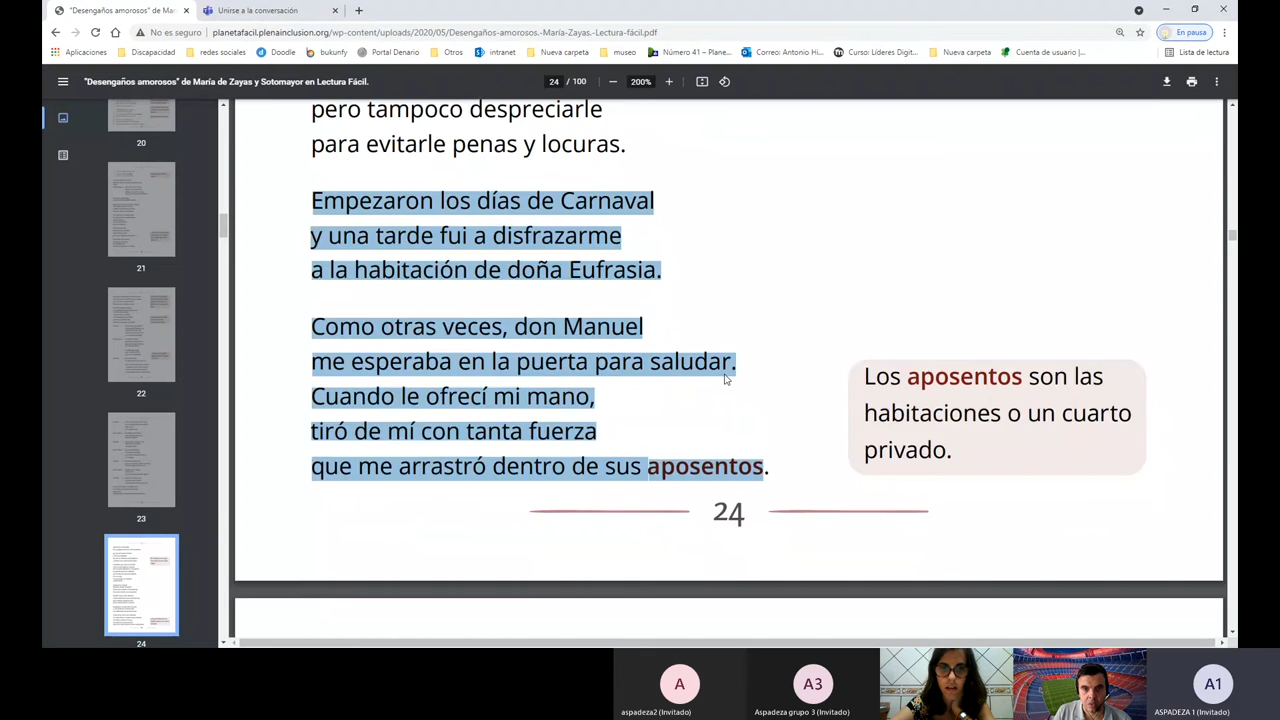 "Desengaños amorosos" de M
Unirse a la conversación
No es seguro
planetafacil.plenainclusion.org/wp-content/uploads/2020/05/Desengaños-amorosos.-María-Zayas.-Lectura-fácil.pdf
En pausa
Aplicaciones
Discapacidad
redes sociales
Doodle
bukunfy
Portal Denario
Otros
intranet
Nueva carpeta
museo
Número 41 – Plane...
Correo: Antonio Hi...
Curso: Líderes Digit...
Nueva carpeta
Cuenta de usuario |...
Lista de lectura
"Desengaños amorosos" de María de Zayas y Sotomayor en Lectura Fácil.
24 / 100
200%
20
21
22
23
24
pero tampoco despreciarle
para evitarle penas y locuras.
Empezaron los días de Carnaval
y una tarde fui a disfrazarme
a la habitación de doña Eufrasia.
Como otras veces, don Manuel
me esperaba en la puerta para saludar.
Cuando le ofrecí mi mano,
tiró de mí con tanta fuerza
que me arrastró dentro de sus aposentos.
Los aposentos son las
habitaciones o un cuarto
privado.
24
A
aspadeza2 (Invitado)
A3
Aspadeza grupo 3 (Invitado)
A1
ASPADEZA 1 (Invitado)